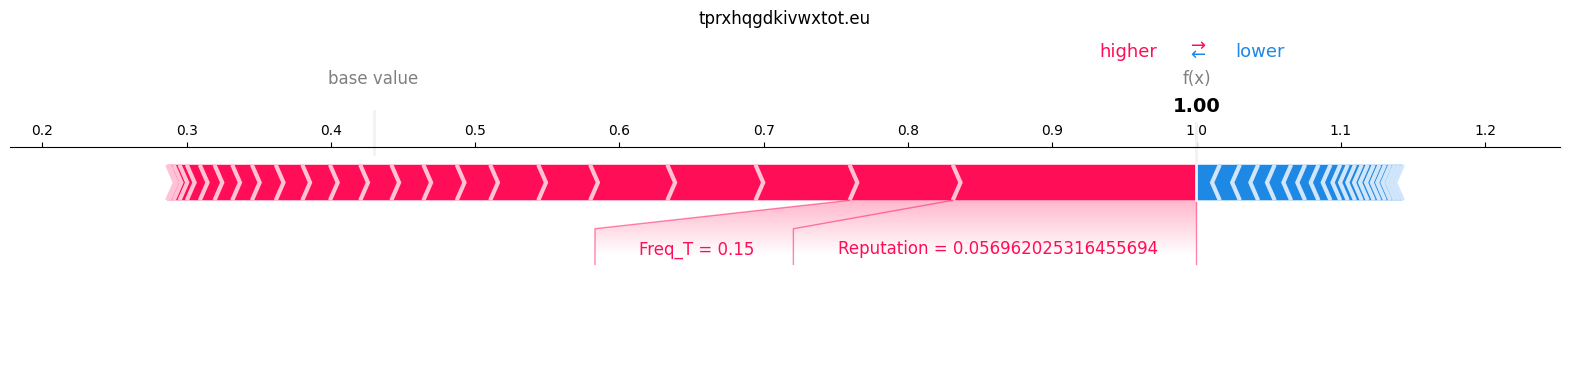 tprxhqgdkivwxtot.eu
higher → ← lower
base value f(x)
1.00
0.2 0.3 0.4 0.5 0.6 0.7 0.8 0.9 1.0 1.1 1.2
Freq_T = 0.15 Reputation = 0.056962025316455694